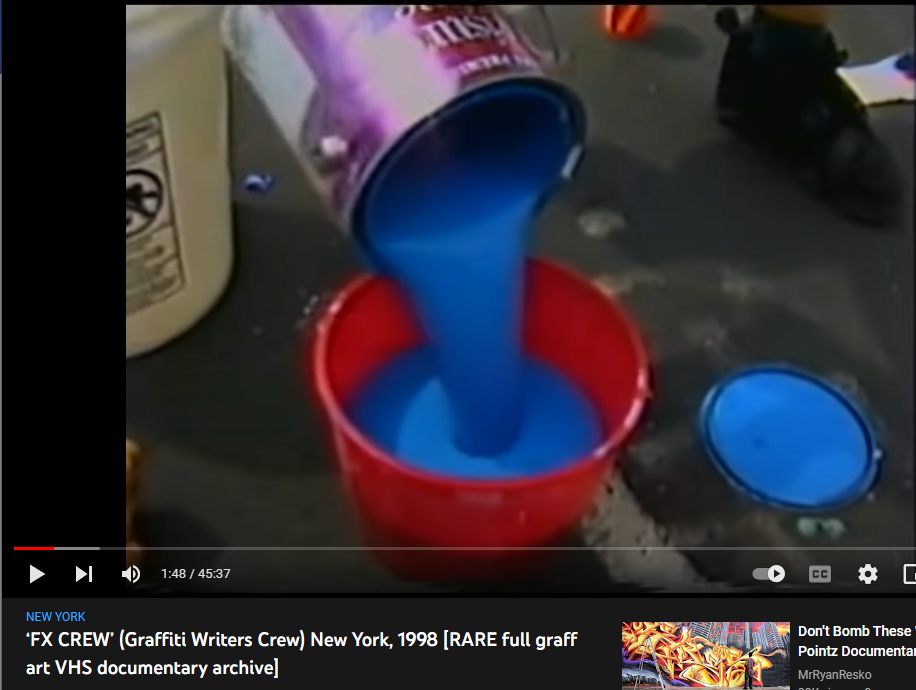 1:48 / 45:37
CC
NEW YORK
‘FX CREW’ (Graffiti Writers Crew) New York, 1998 [RARE full graff
art VHS documentary archive]
Don't Bomb These
Pointz Documentar
MrRyanResko